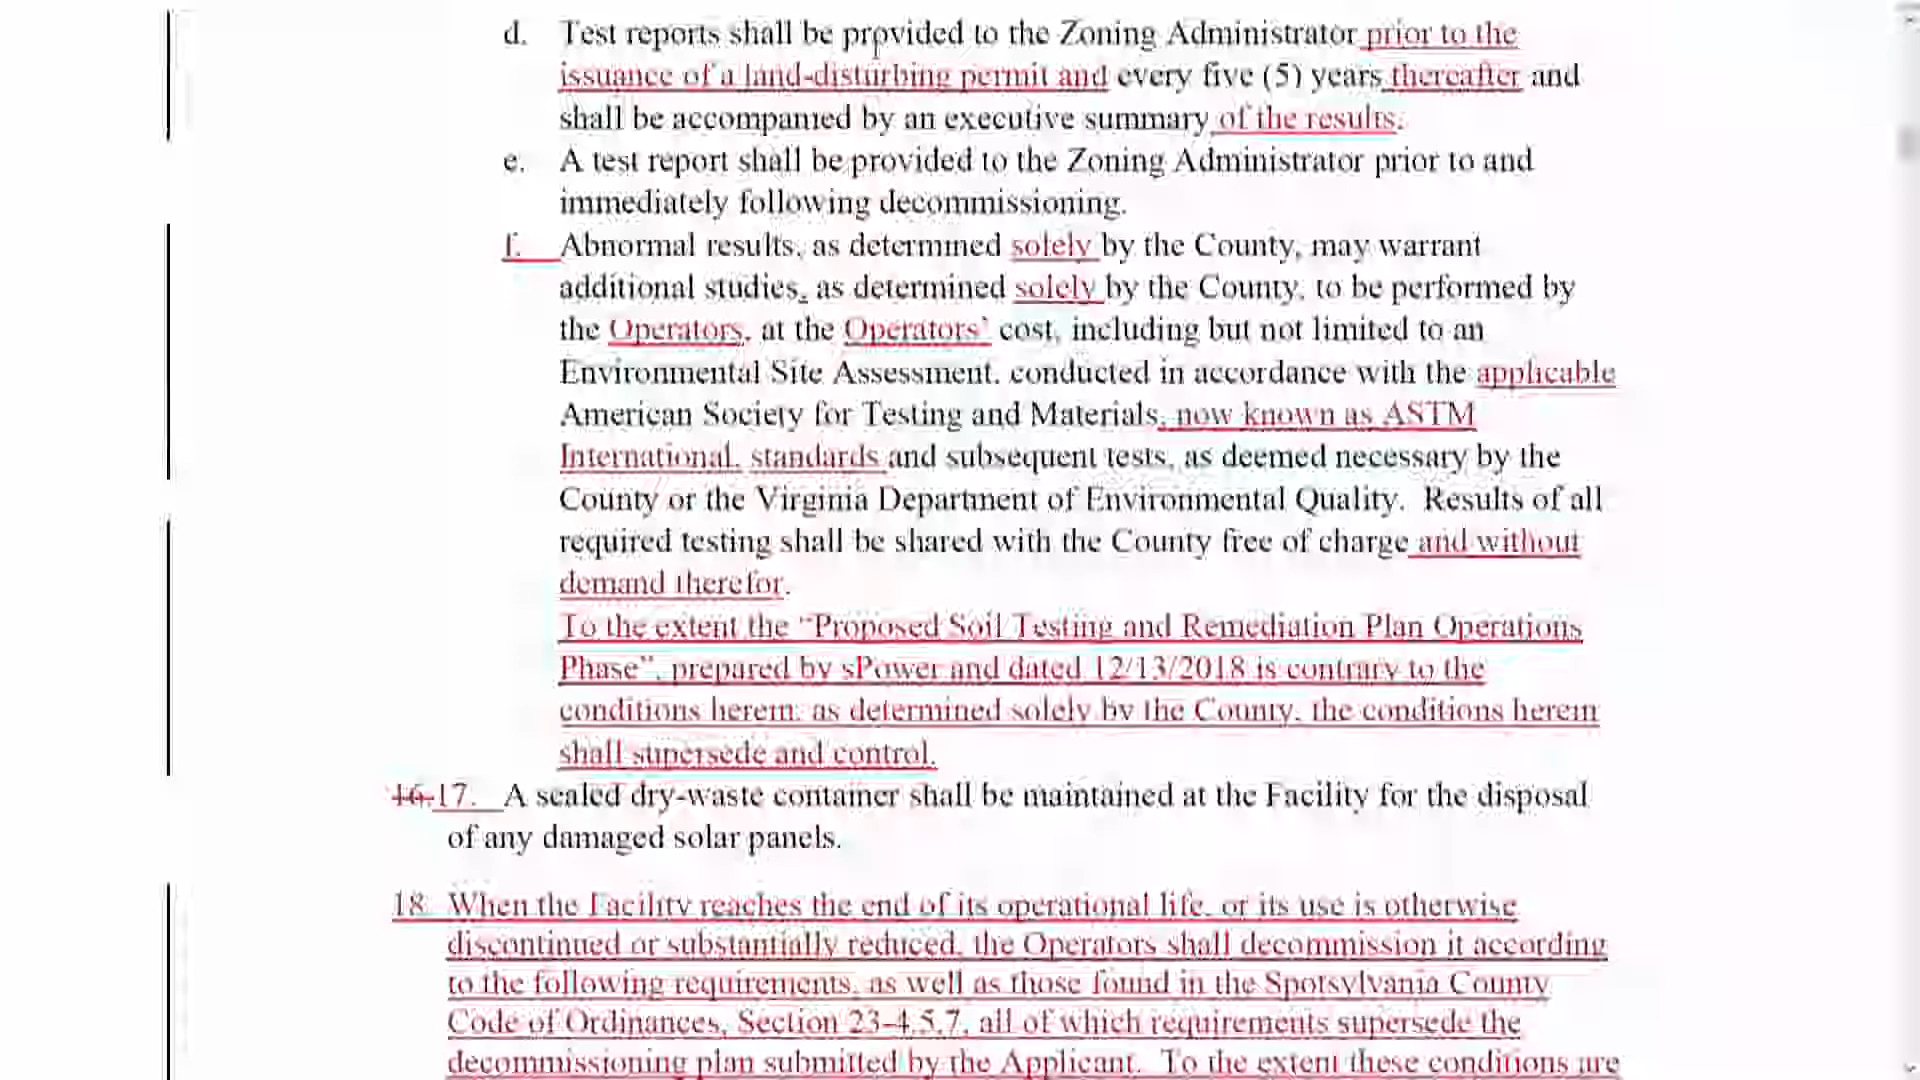 d. Test reports shall be provided to the Zoning Administrator prior to the
issuance of a land-disturbing permit and every five (5) years thereafter and
shall be accompanied by an executive summary of the results.
e. A test report shall be provided to the Zoning Administrator prior to and
immediately following decommissioning.
f. Abnormal results, as determined solely by the County, may warrant
additional studies, as determined solely by the County, to be performed by
the Operators, at the Operators' cost, including but not limited to an
Environmental Site Assessment, conducted in accordance with the applicable
American Society for Testing and Materials, now known as ASTM
International, standards and subsequent tests, as deemed necessary by the
County or the Virginia Department of Environmental Quality. Results of all
required testing shall be shared with the County free of charge and without
demand therefor.
To the extent the "Proposed Soil Testing and Remediation Plan Operations
Phase", prepared by sPower and dated 12/13/2018 is contrary to the
conditions herein, as determined solely by the County, the conditions herein
shall supersede and control.
16.17. A sealed dry-waste container shall be maintained at the Facility for the disposal
of any damaged solar panels.
18. When the Facility reaches the end of its operational life, or its use is otherwise
discontinued or substantially reduced, the Operators shall decommission it according
to the following requirements, as well as those found in the Spotsylvania County
Code of Ordinances, Section 23-4.5.7, all of which requirements supersede the
decommissioning plan submitted by the Applicant. To the extent these conditions are